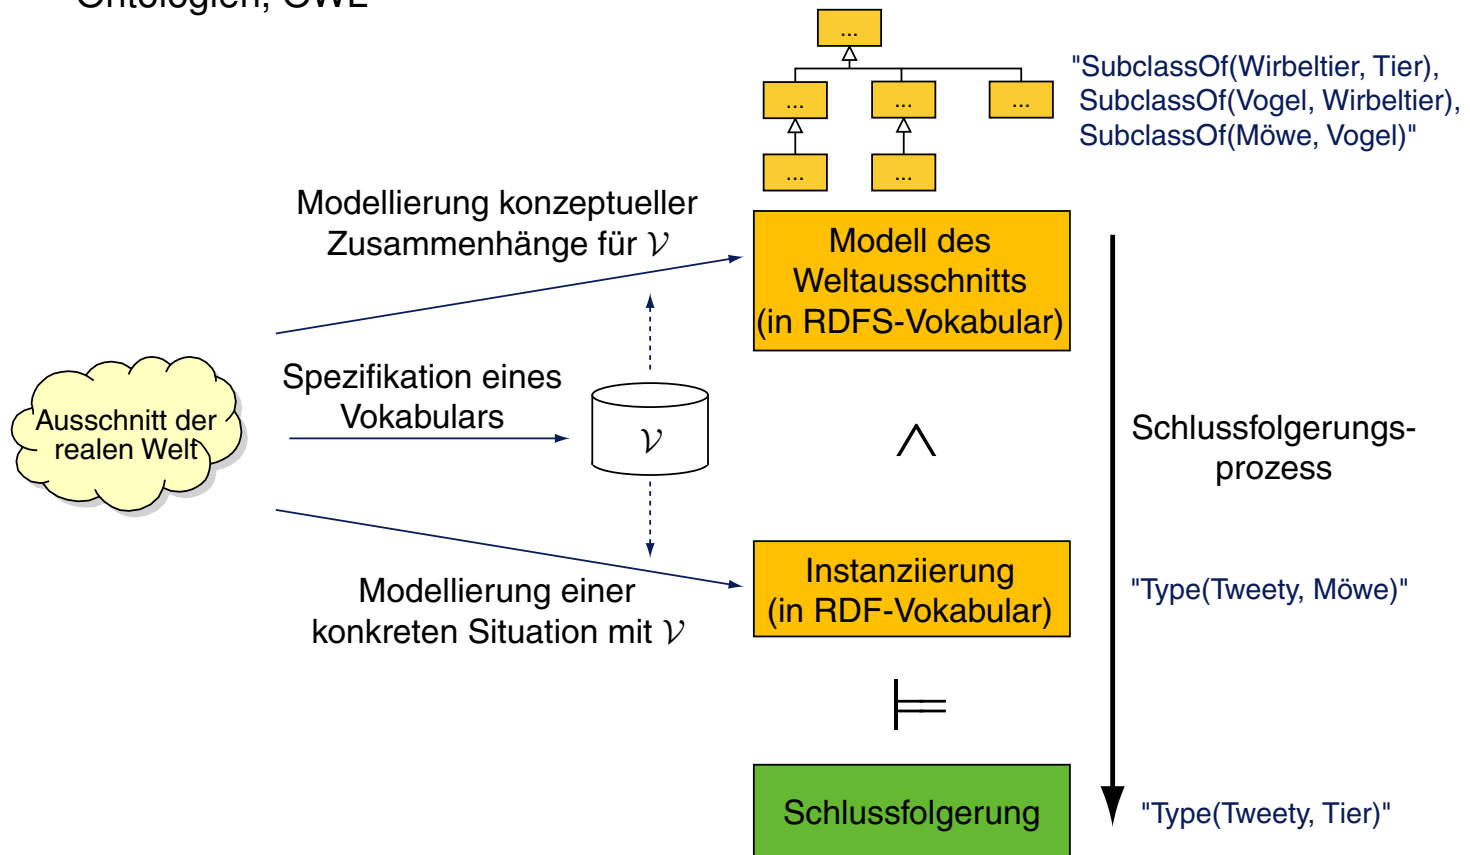 Ontologien, OWL
...
... ... ...
... ...
"SubclassOf(Wirbeltier, Tier),
SubclassOf(Vogel, Wirbeltier),
SubclassOf(Möwe, Vogel)"
Modellierung konzeptueller
Zusammenhänge für 𝒱
Modell des
Weltausschnitts
(in RDFS-Vokabular)
Spezifikation eines
Vokabulars
Ausschnitt der
realen Welt
𝒱
∧
Schlussfolgerungs-
prozess
Modellierung einer
konkreten Situation mit 𝒱
Instanziierung
(in RDF-Vokabular)
"Type(Tweety, Möwe)"
⊨
Schlussfolgerung
"Type(Tweety, Tier)"